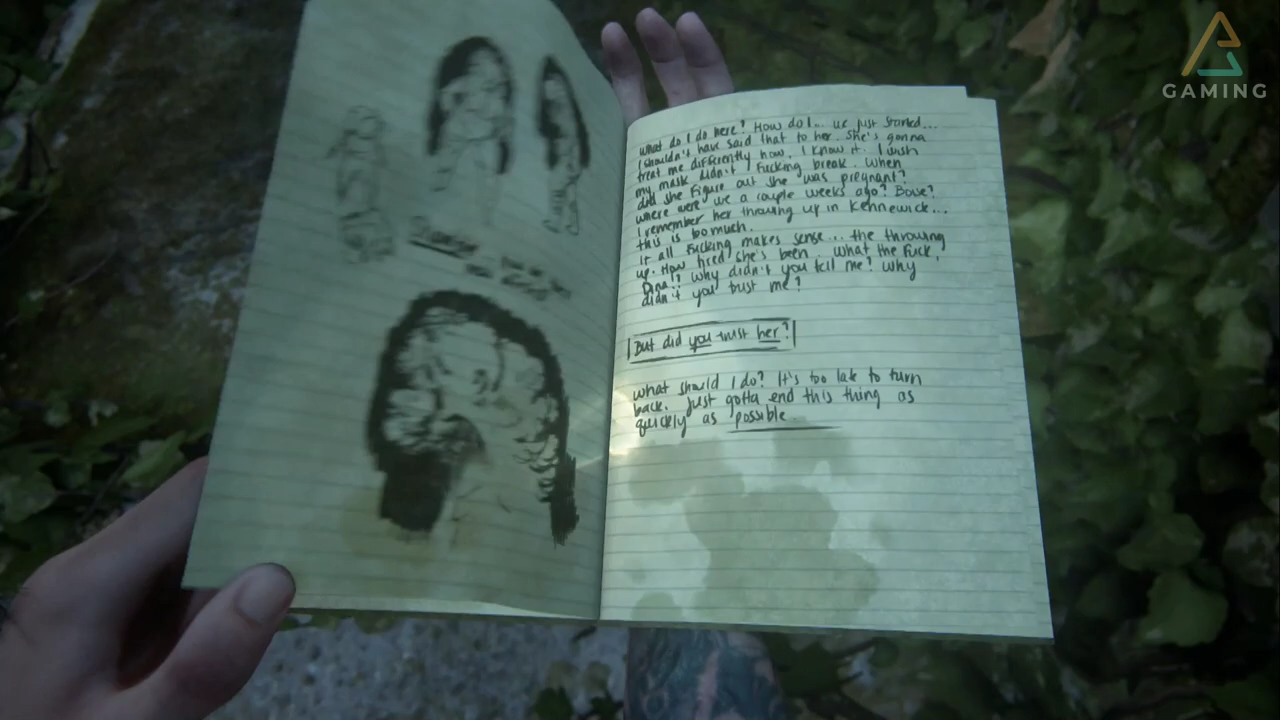 GAMING
What do I do here? How do I... we just started...
I shouldn't have said that to her. She's gonna
treat me differently now. I know it. I wish
my mask didn't fucking break. When
did she figure out she was pregnant?
where were we a couple weeks ago? Boise?
I remember her throwing up in Kennewick...
this is too much.
It all fucking makes sense... the throwing
up. How tired she's been... what the fuck,
Dina?! Why didn't you tell me? Why
didn't you trust me?
But did you trust her?
What should I do? It's too late to turn
back. Just gotta end this thing as
quickly as possible.